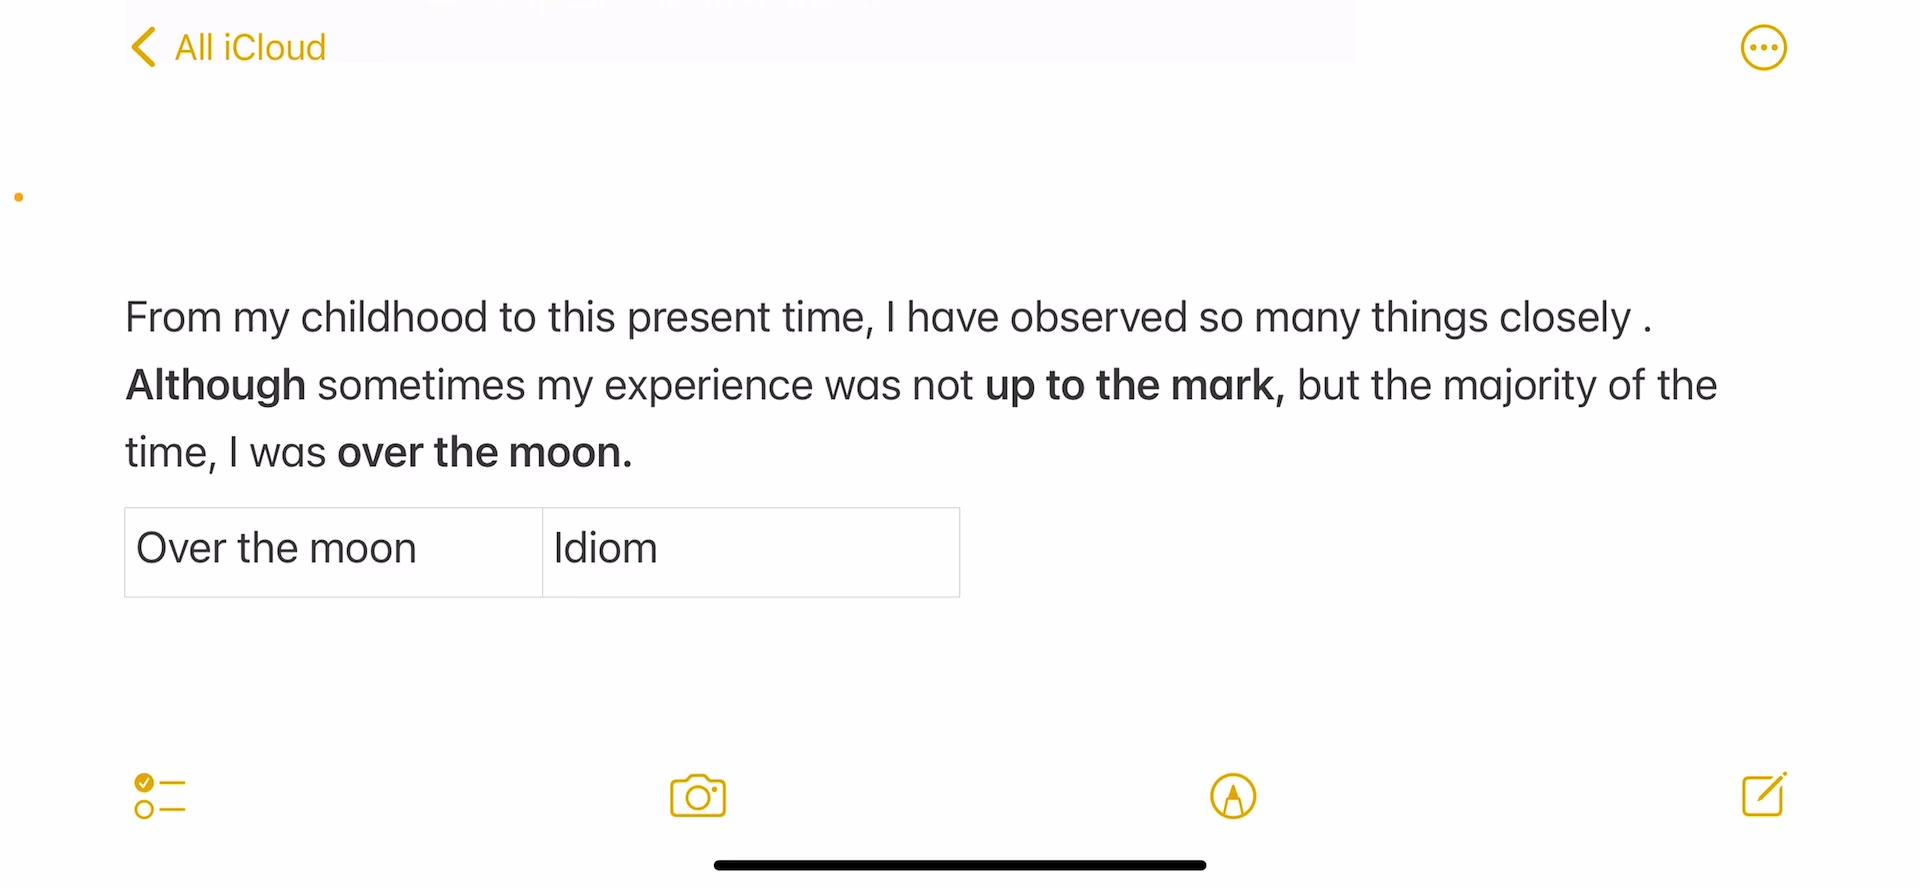 All iCloud
From my childhood to this present time, I have observed so many things closely .
Although sometimes my experience was not up to the mark, but the majority of the
time, I was over the moon.
Over the moon Idiom